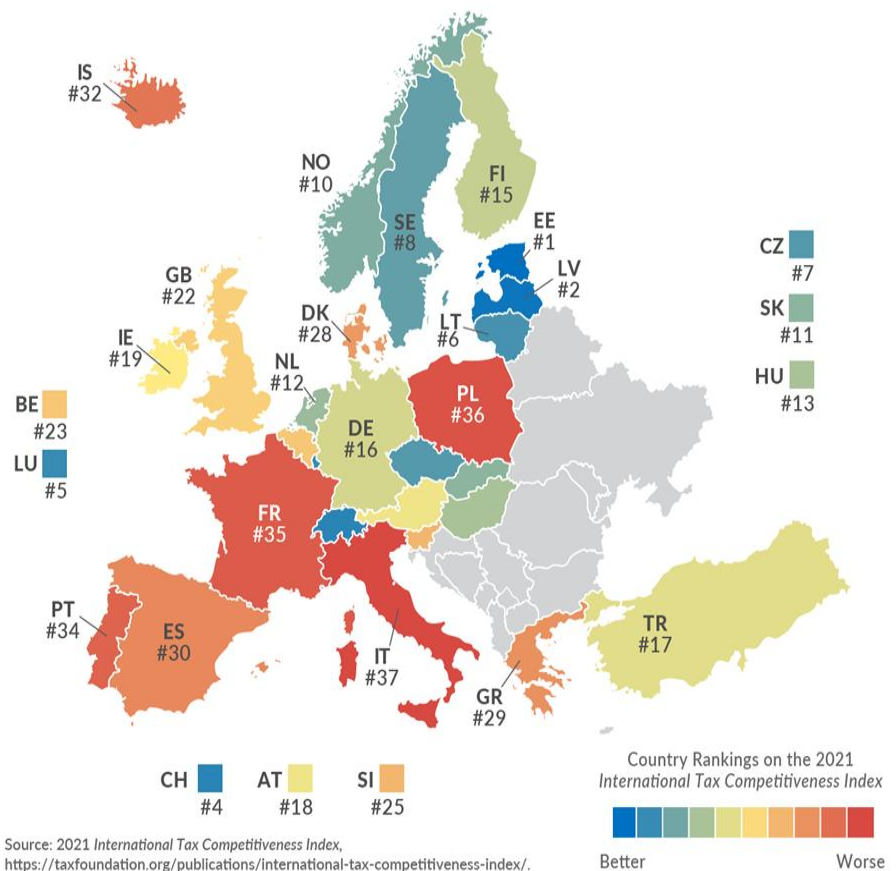 IS
#32
NO
#10
FI
#15
SE
#8
EE
#1
LV
#2
CZ
#7
GB
#22
DK
#28
LT
#6
SK
#11
IE
#19
NL
#12
HU
#13
PL
#36
BE
#23
DE
#16
LU
#5
FR
#35
PT
#34
ES
#30
TR
#17
IT
#37
GR
#29
CH
#4
AT
#18
SI
#25
Country Rankings on the 2021
International Tax Competitiveness Index
Better Worse
Source: 2021 International Tax Competitiveness Index,
https://taxfoundation.org/publications/international-tax-competitiveness-index/.